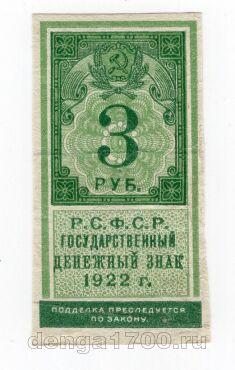 3
РУБ.
Р.С.Ф.С.Р.
ГОСУДАРСТВЕННЫЙ
ДЕНЕЖНЫЙ ЗНАК
1922 г.
ПОДДЕЛКА ПРЕСЛЕДУЕТСЯ
ПО ЗАКОНУ.
denga1700.ru